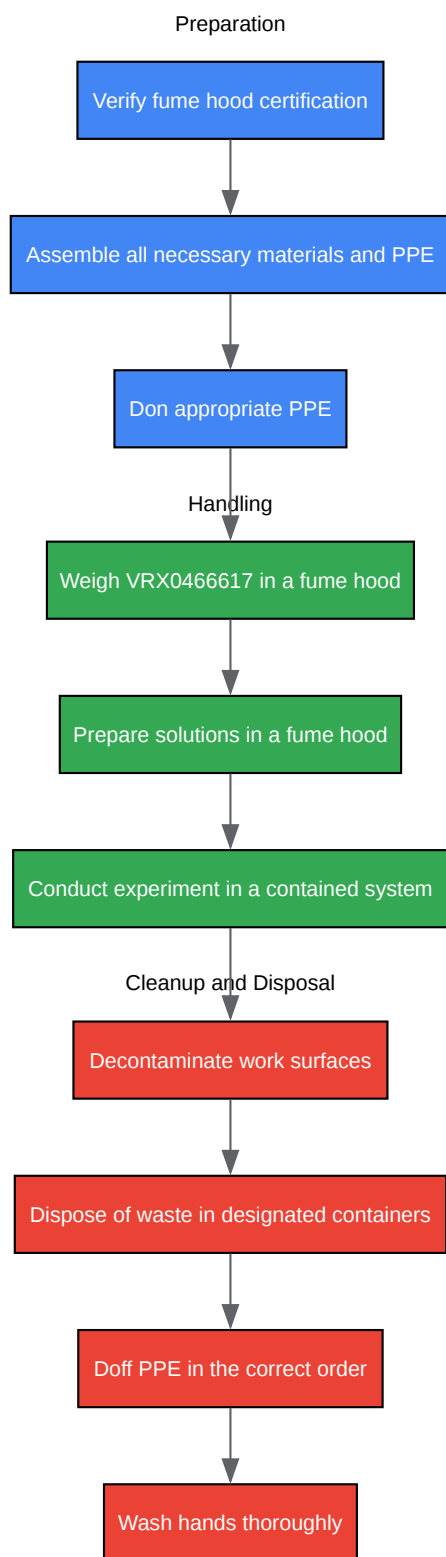 Preparation
Verify fume hood certification
Assemble all necessary materials and PPE
Don appropriate PPE
Handling
Weigh VRX0466617 in a fume hood
Prepare solutions in a fume hood
Conduct experiment in a contained system
Cleanup and Disposal
Decontaminate work surfaces
Dispose of waste in designated containers
Doff PPE in the correct order
Wash hands thoroughly